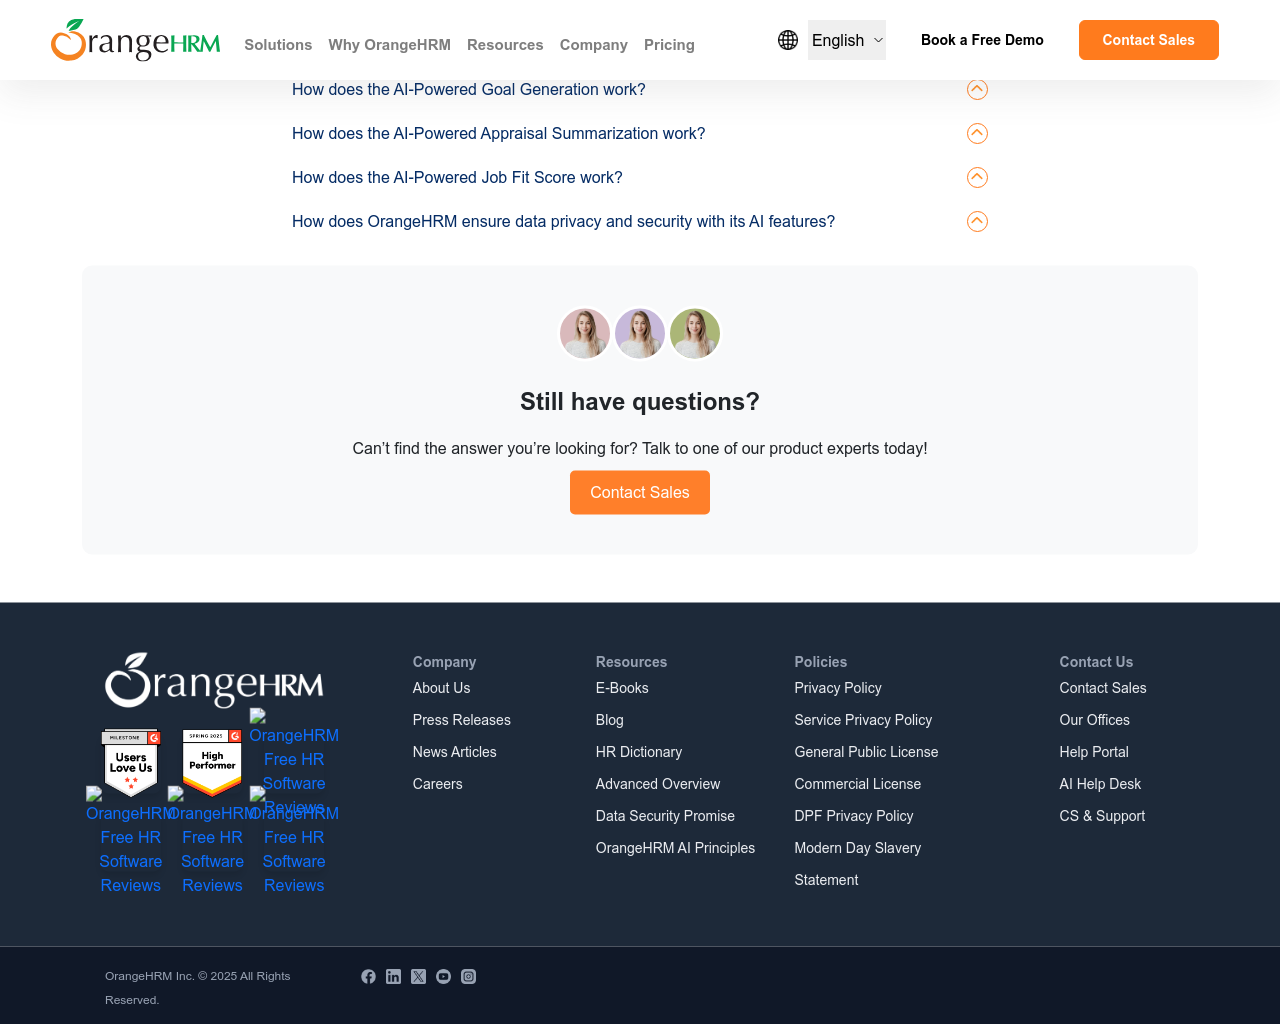 OrangeHRM
Solutions
Why OrangeHRM
Resources
Company
Pricing
English
Book a Free Demo
Contact Sales
How does the AI-Powered Goal Generation work?
How does the AI-Powered Appraisal Summarization work?
How does the AI-Powered Job Fit Score work?
How does OrangeHRM ensure data privacy and security with its AI features?
Still have questions?
Can’t find the answer you’re looking for? Talk to one of our product experts today!
Contact Sales
OrangeHRM
MILESTONE
Users
Love Us
SPRING 2025
High
Performer
OrangeHRM
Free HR
Software
Reviews
OrangeHRM
Free HR
Software
Reviews
OrangeHRM
Free HR
Software
Reviews
OrangeHRM
Free HR
Software
Reviews
Company
About Us
Press Releases
News Articles
Careers
Resources
E-Books
Blog
HR Dictionary
Advanced Overview
Data Security Promise
OrangeHRM AI Principles
Policies
Privacy Policy
Service Privacy Policy
General Public License
Commercial License
DPF Privacy Policy
Modern Day Slavery
Statement
Contact Us
Contact Sales
Our Offices
Help Portal
AI Help Desk
CS & Support
OrangeHRM Inc. © 2025 All Rights
Reserved.